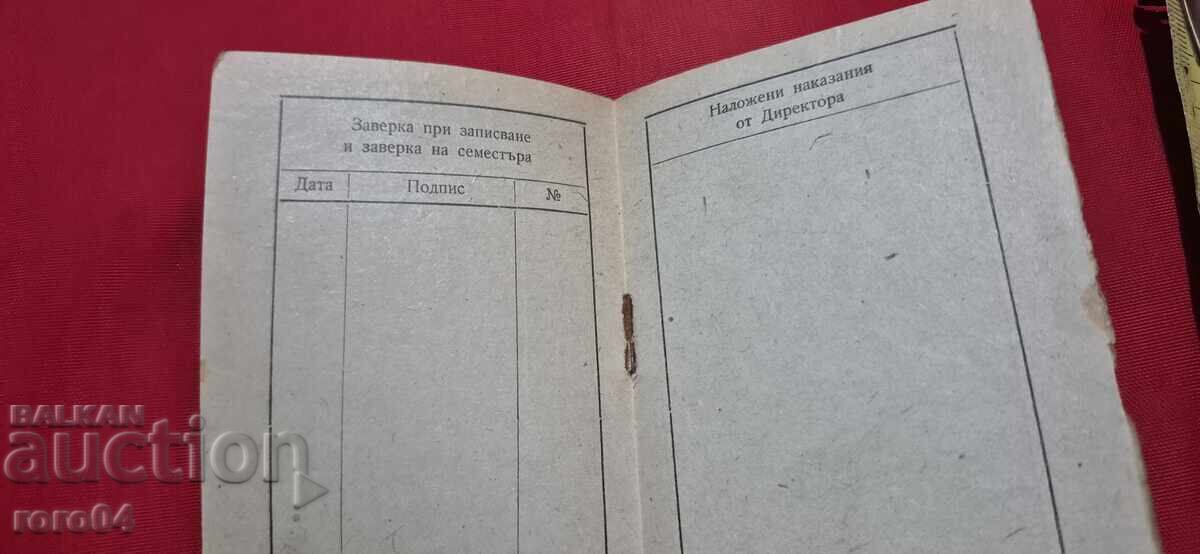 Заверка при записване
и заверка на семестъра
Дата
Подпис
№
Наложени наказания
от Директора
BALKAN
auction
roro04